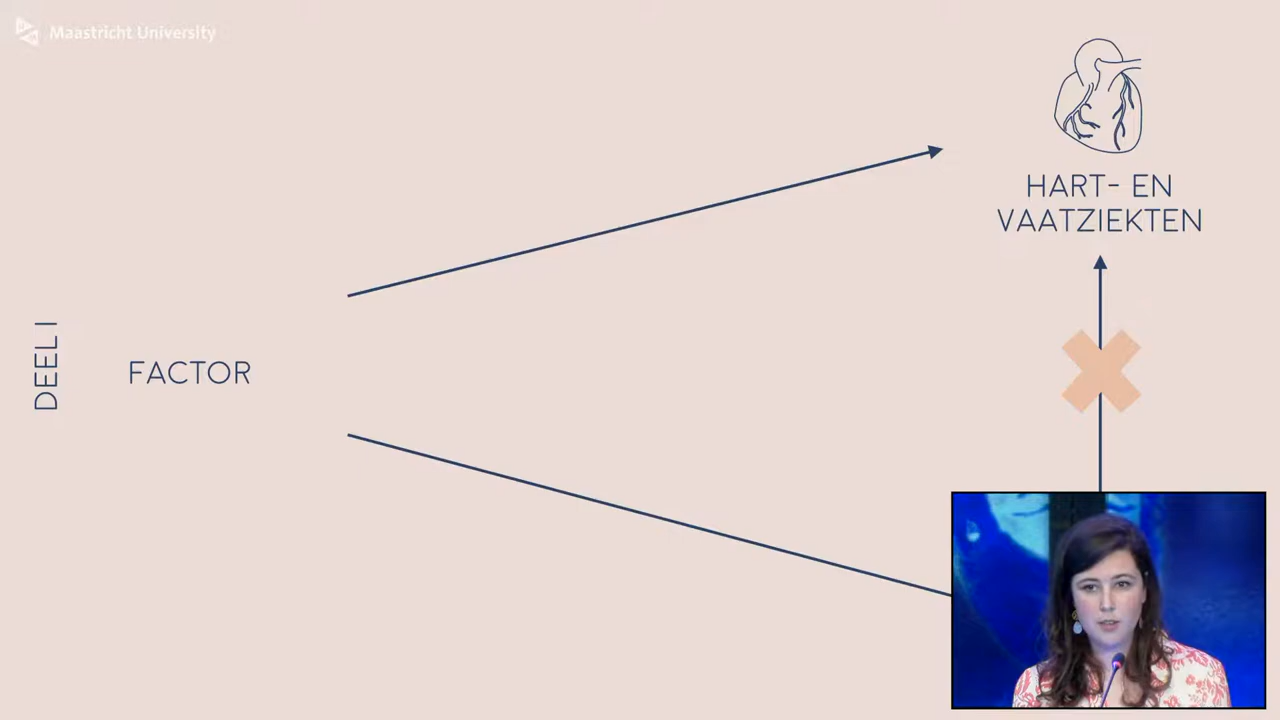 Maastricht University
HART- EN
VAATZIEKTEN
DEEL I
FACTOR